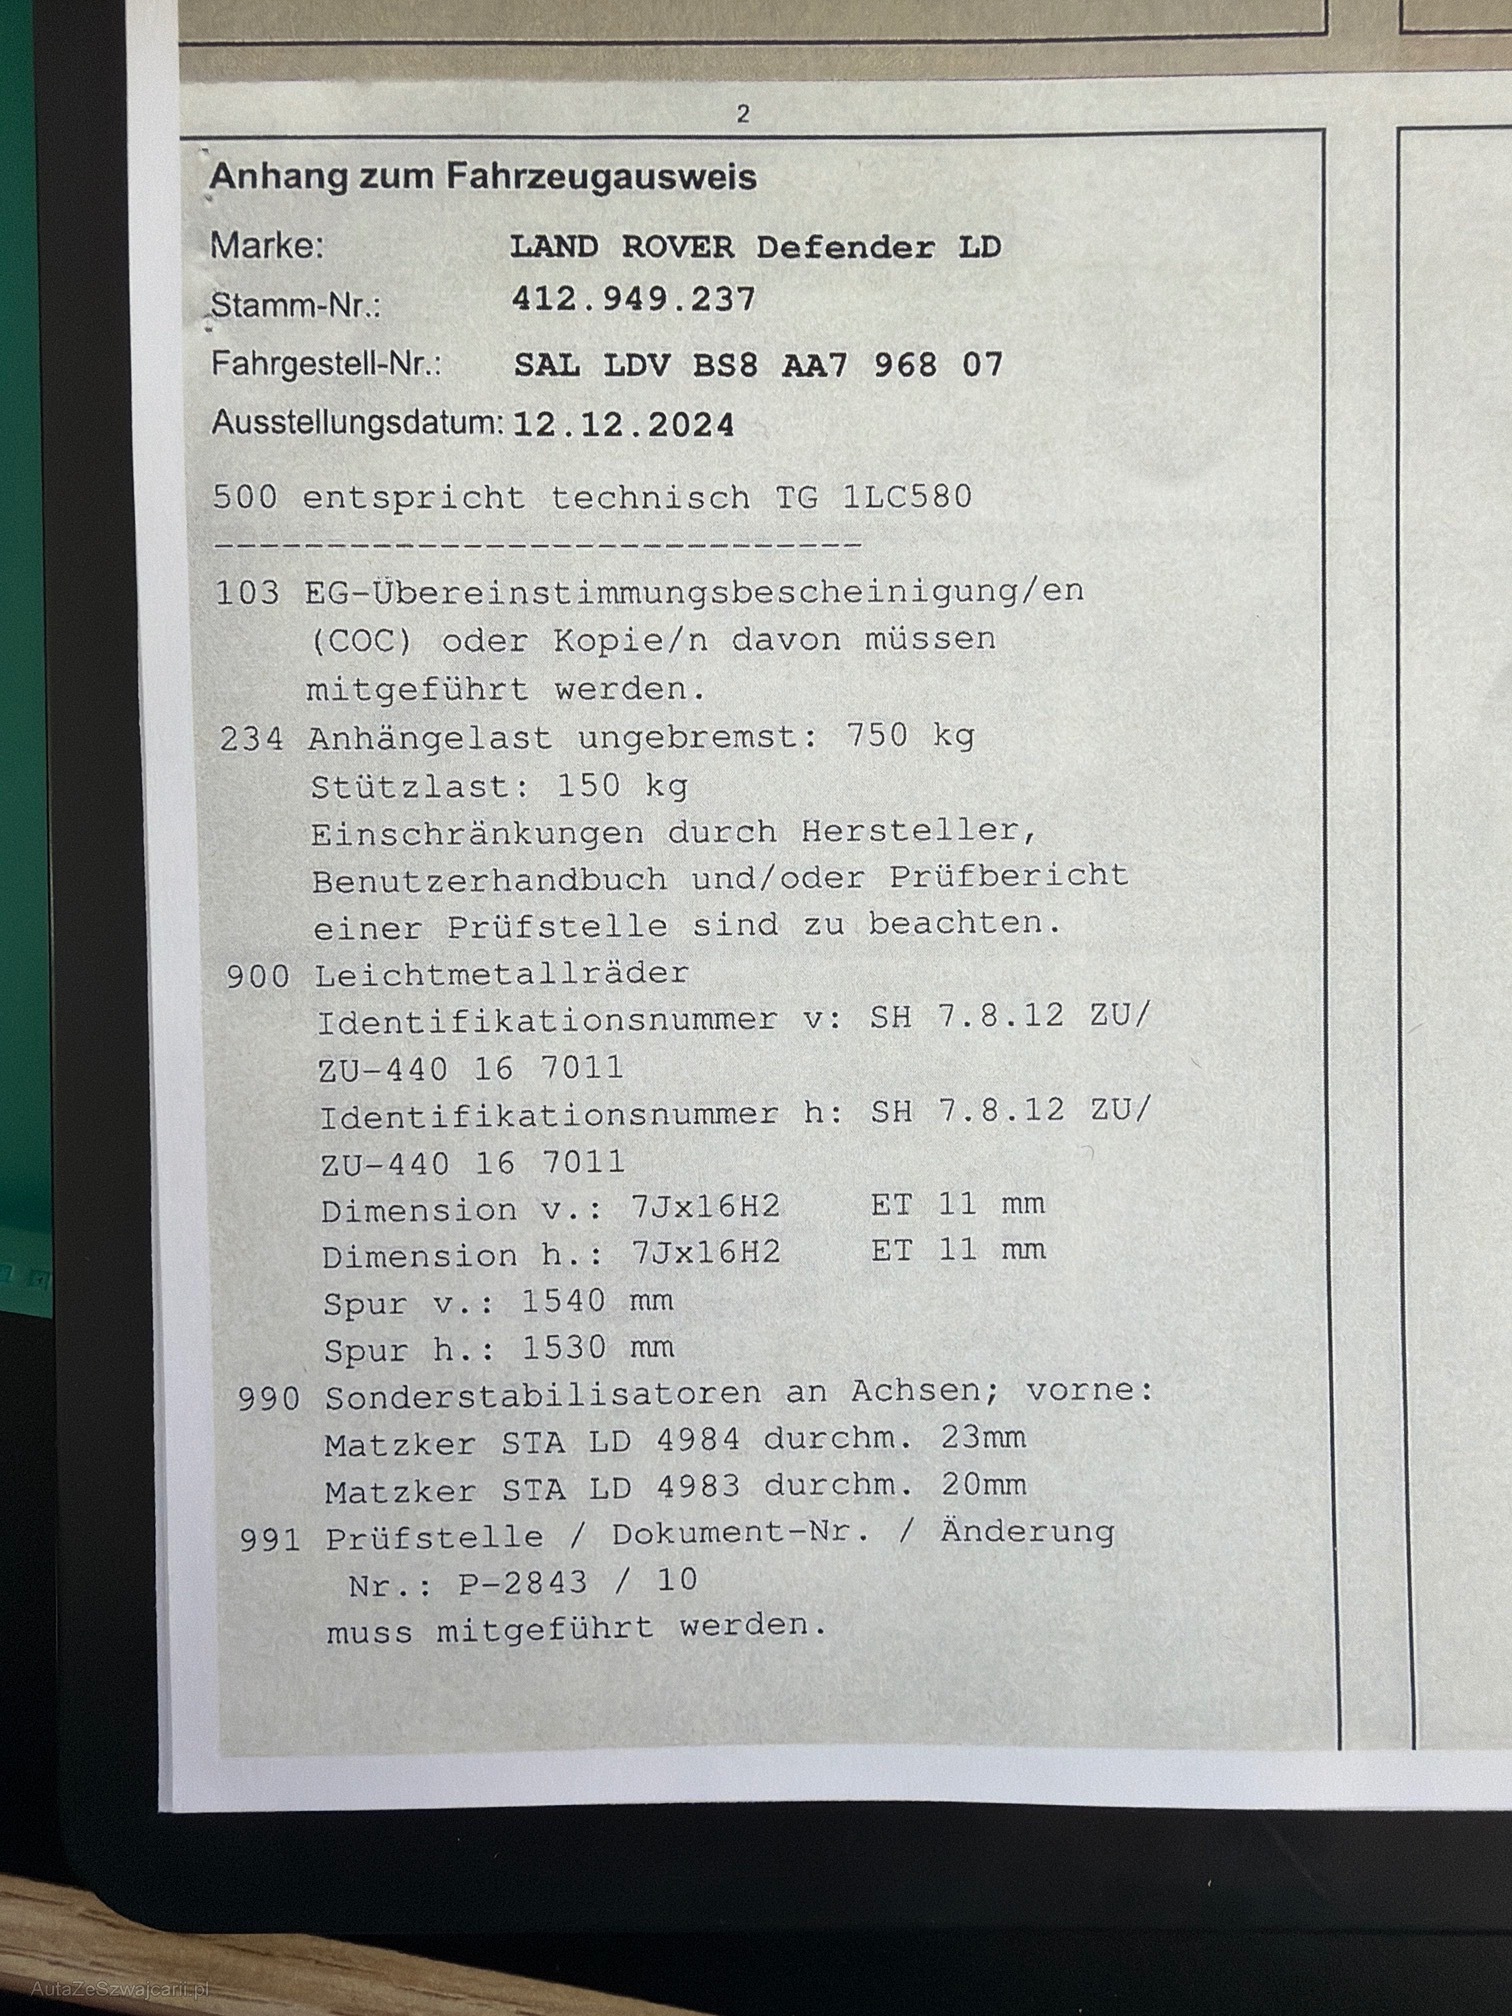 2
Anhang zum Fahrzeugausweis
Marke: LAND ROVER Defender LD
Stamm-Nr.: 412.949.237
Fahrgestell-Nr.: SAL LDV BS8 AA7 968 07
Ausstellungsdatum: 12.12.2024
500 entspricht technisch TG 1LC580
-----------------------------
103 EG-Übereinstimmungsbescheinigung/en
(COC) oder Kopie/n davon müssen
mitgeführt werden.
234 Anhängelast ungebremst: 750 kg
Stützlast: 150 kg
Einschränkungen durch Hersteller,
Benutzerhandbuch und/oder Prüfbericht
einer Prüfstelle sind zu beachten.
900 Leichtmetallräder
Identifikationsnummer v: SH 7.8.12 ZU/
ZU-440 16 7011
Identifikationsnummer h: SH 7.8.12 ZU/
ZU-440 16 7011
Dimension v.: 7Jx16H2 ET 11 mm
Dimension h.: 7Jx16H2 ET 11 mm
Spur v.: 1540 mm
Spur h.: 1530 mm
990 Sonderstabilisatoren an Achsen; vorne:
Matzker STA LD 4984 durchm. 23mm
Matzker STA LD 4983 durchm. 20mm
991 Prüfstelle / Dokument-Nr. / Änderung
Nr.: P-2843 / 10
muss mitgeführt werden.
AutaZeSzwajcarii.pl